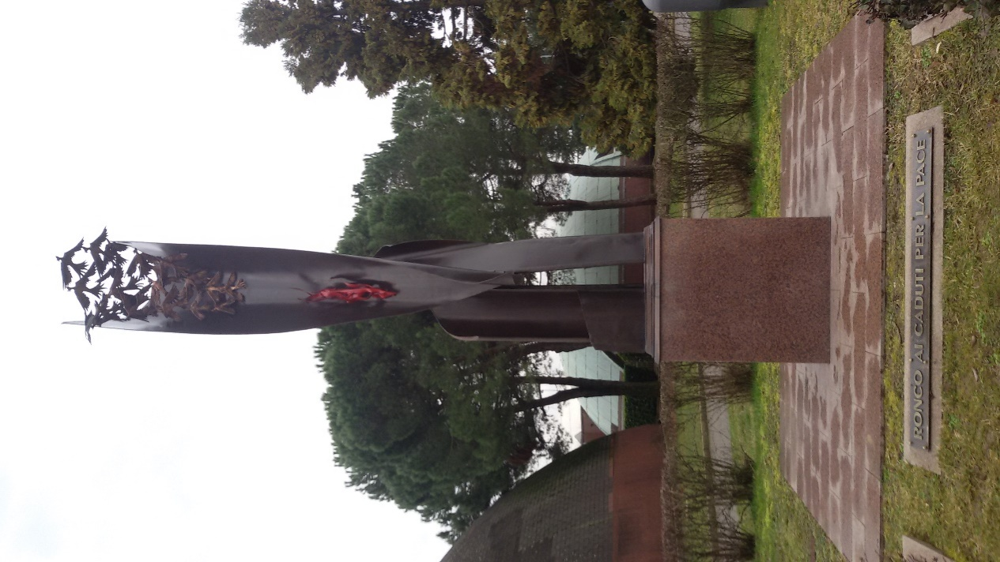 RONCO AI CADUTI PER LA PACE